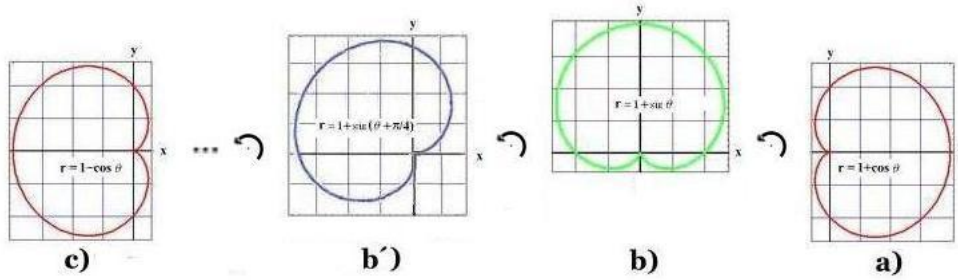 y
x
r = 1−cos θ
c)
***
y
x
r = 1+sin(θ + π/4)
b´)
y
x
r = 1+sin θ
b)
y
x
r = 1+cos θ
a)